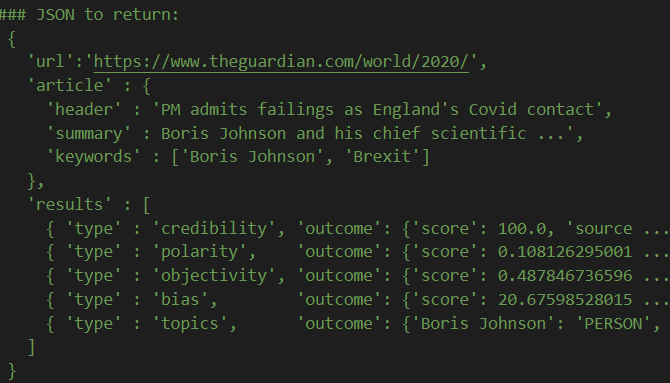 ### JSON to return:
{
'url':'https://www.theguardian.com/world/2020/',
'article' : {
'header' : 'PM admits failings as England's Covid contact',
'summary' : Boris Johnson and his chief scientific ...',
'keywords' : ['Boris Johnson', 'Brexit']
},
'results' : [
{ 'type' : 'credibility', 'outcome': {'score': 100.0, 'source ...
{ 'type' : 'polarity', 'outcome': {'score': 0.108126295001 ...
{ 'type' : 'objectivity', 'outcome': {'score': 0.487846736596 ...
{ 'type' : 'bias', 'outcome': {'score': 20.67598528015 ...
{ 'type' : 'topics', 'outcome': {'Boris Johnson': 'PERSON',
]
}